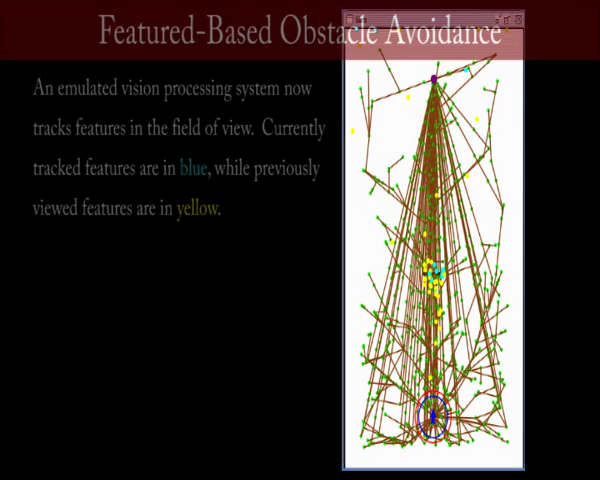 Featured-Based Obstacle Avoidance
An emulated vision processing system now
tracks features in the field of view. Currently
tracked features are in blue, while previously
viewed features are in yellow.